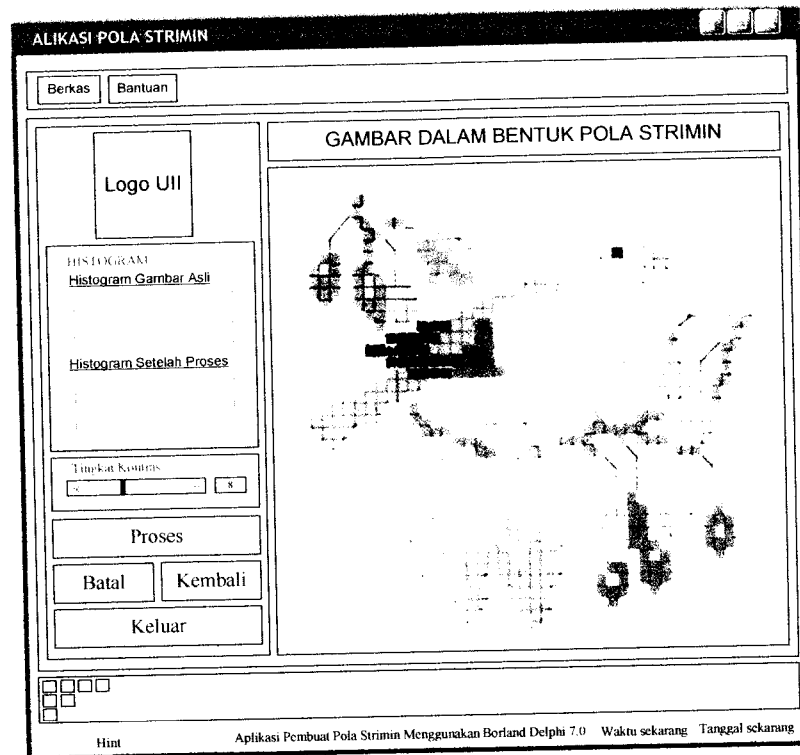 ALIKASI POLA STRIMIN
Berkas Bantuan
Logo UII
GAMBAR DALAM BENTUK POLA STRIMIN
HISTOGRAM
Histogram Gambar Asli
Histogram Setelah Proses
Tingkat Kontras
8
Proses
Batal Kembali
Keluar
Hint Aplikasi Pembuat Pola Strimin Menggunakan Borland Delphi 7.0 Waktu sekarang Tanggal sekarang